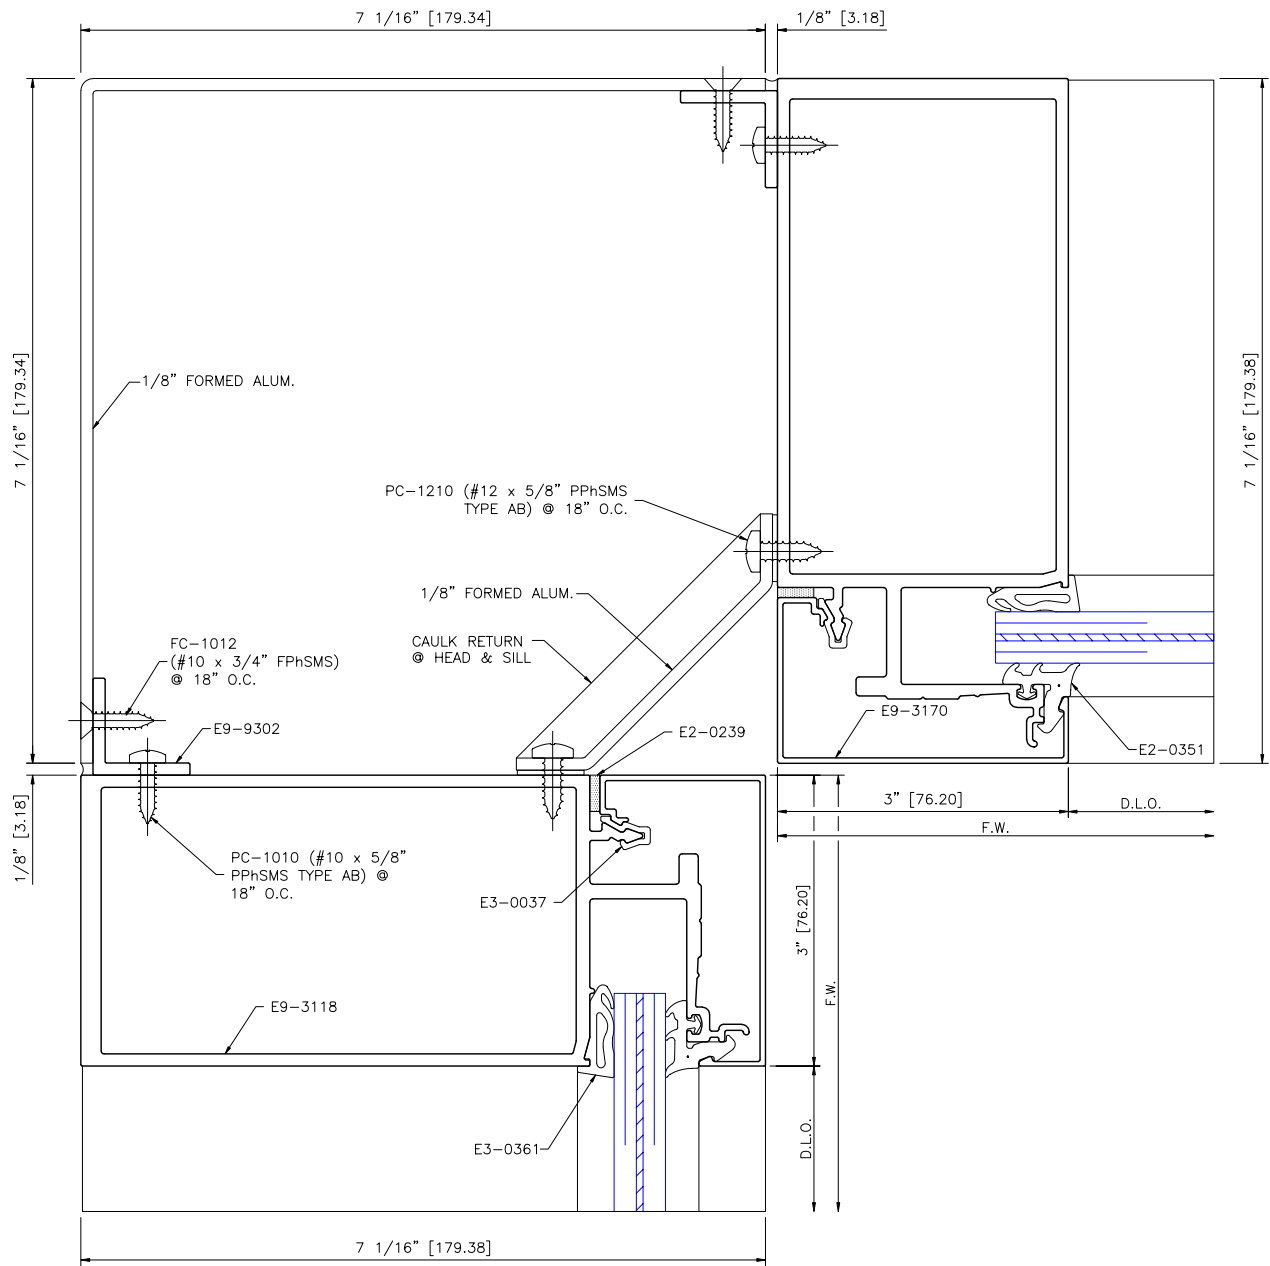 7 1/16” [179.34]
1/8” [3.18]
7 1/16” [179.34]
1/8” FORMED ALUM.
7 1/16” [179.38]
PC-1210 (#12 x 5/8” PPhSMS
TYPE AB) @ 18” O.C.
1/8” FORMED ALUM.
CAULK RETURN
@ HEAD & SILL
FC-1012
(#10 x 3/4” FPhSMS)
@ 18” O.C.
E9-9302
E2-0239
E9-3170
E2-0351
3” [76.20]
D.L.O.
F.W.
1/8” [3.18]
PC-1010 (#10 x 5/8”
PPhSMS TYPE AB) @
18” O.C.
E3-0037
3” [76.20]
F.W.
E9-3118
E3-0361
D.L.O.
7 1/16” [179.38]